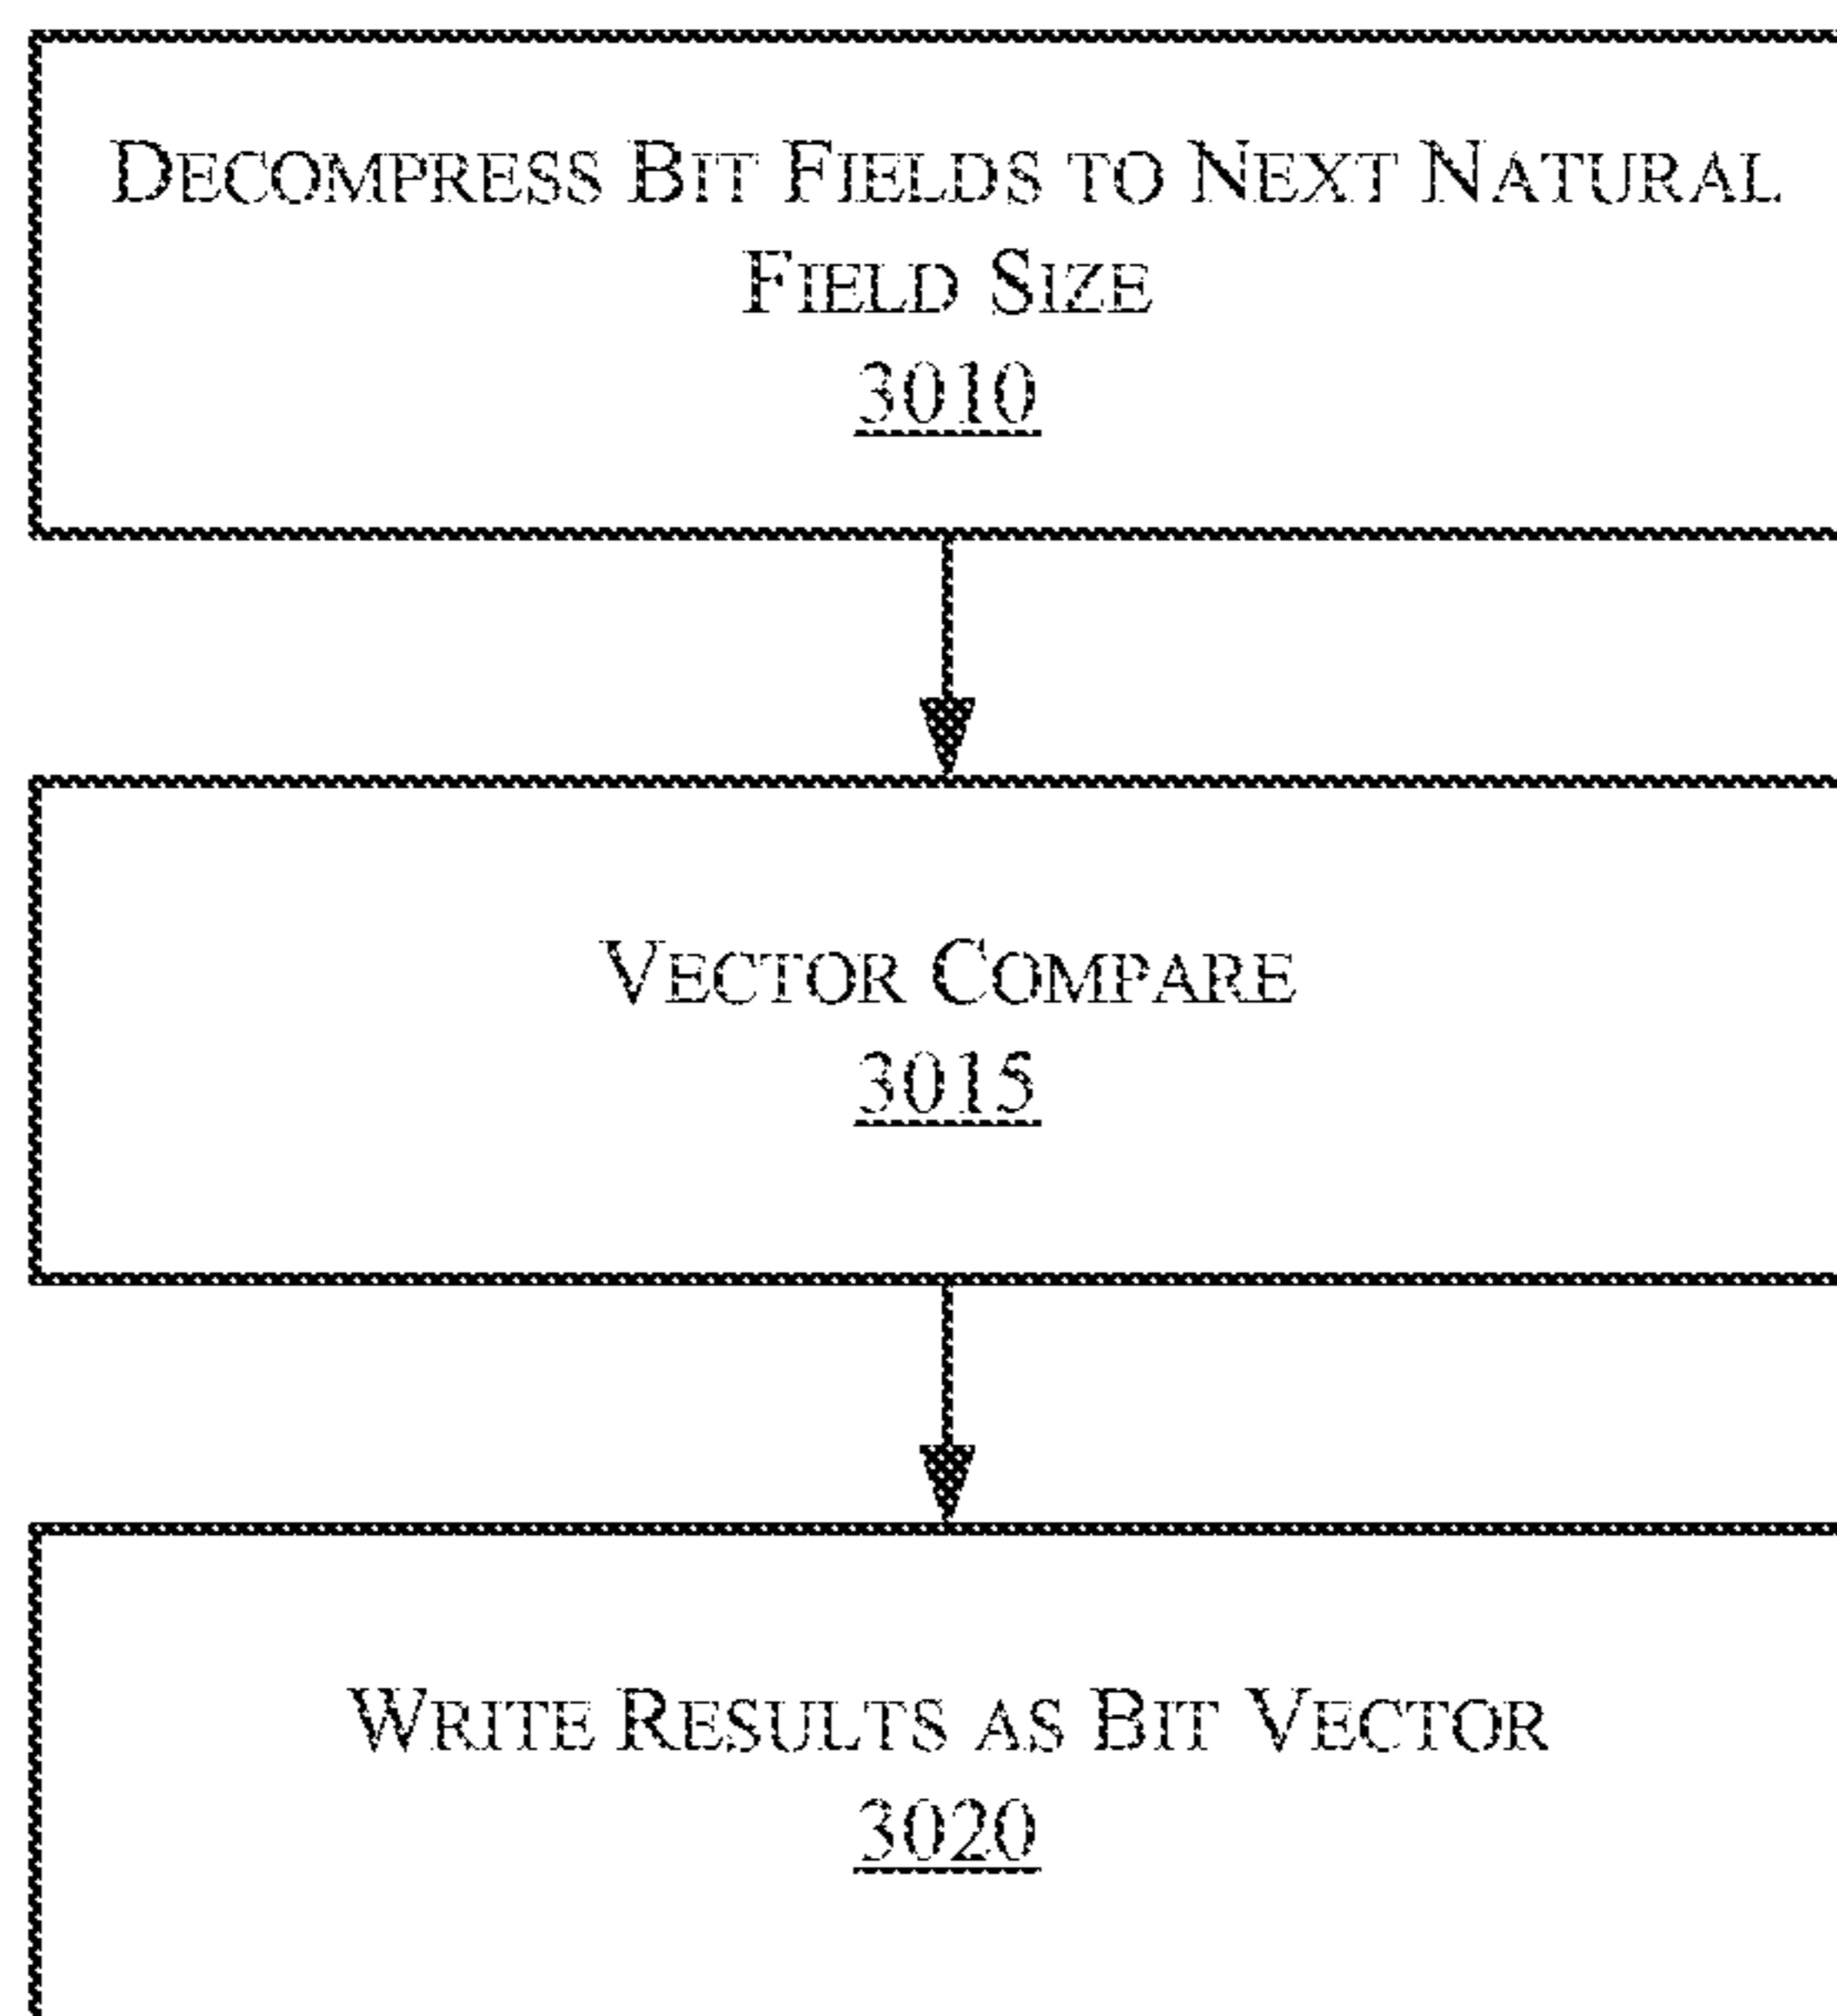 DECOMPRESS BIT FIELDS TO NEXT NATURAL
FIELD SIZE
3010
VECTOR COMPARE
3015
WRITE RESULTS AS BIT VECTOR
3020